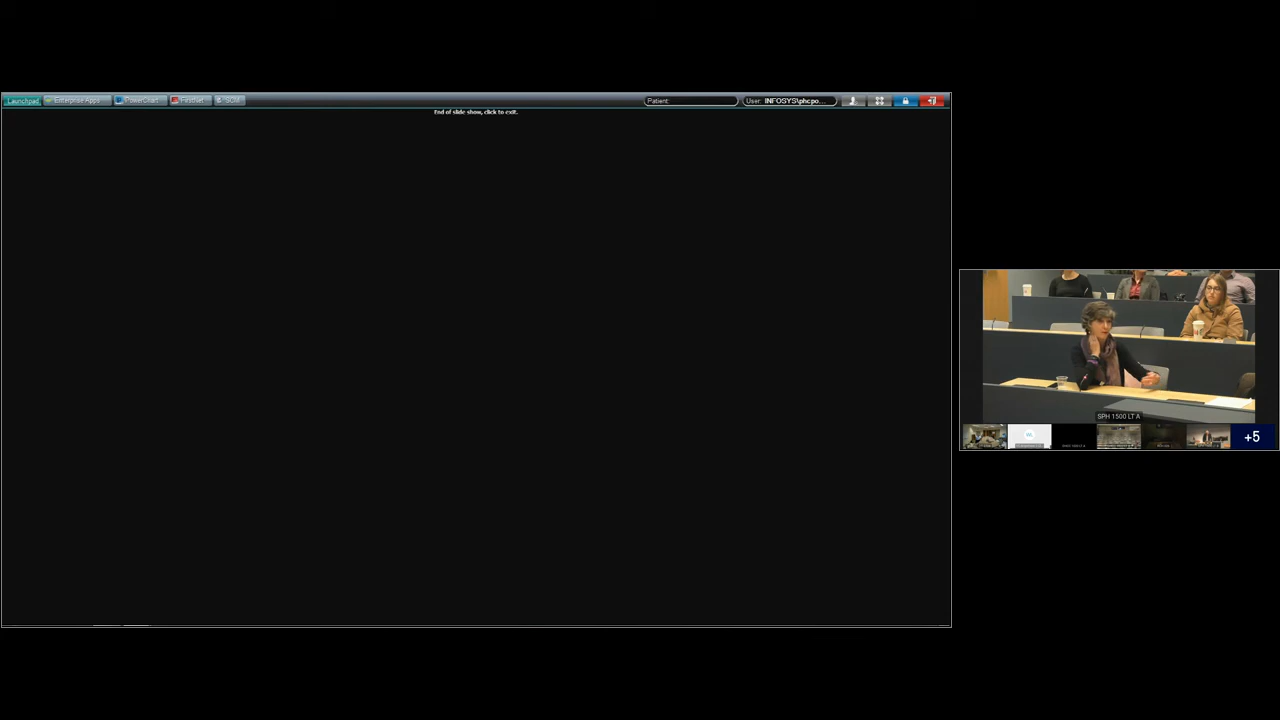 Launchpad Enterprise Apps PowerChart FirstNet SCM Patient: User: INFOSYS\phcpo...
End of slide show, click to exit.
SPH 1500 LT A
+5